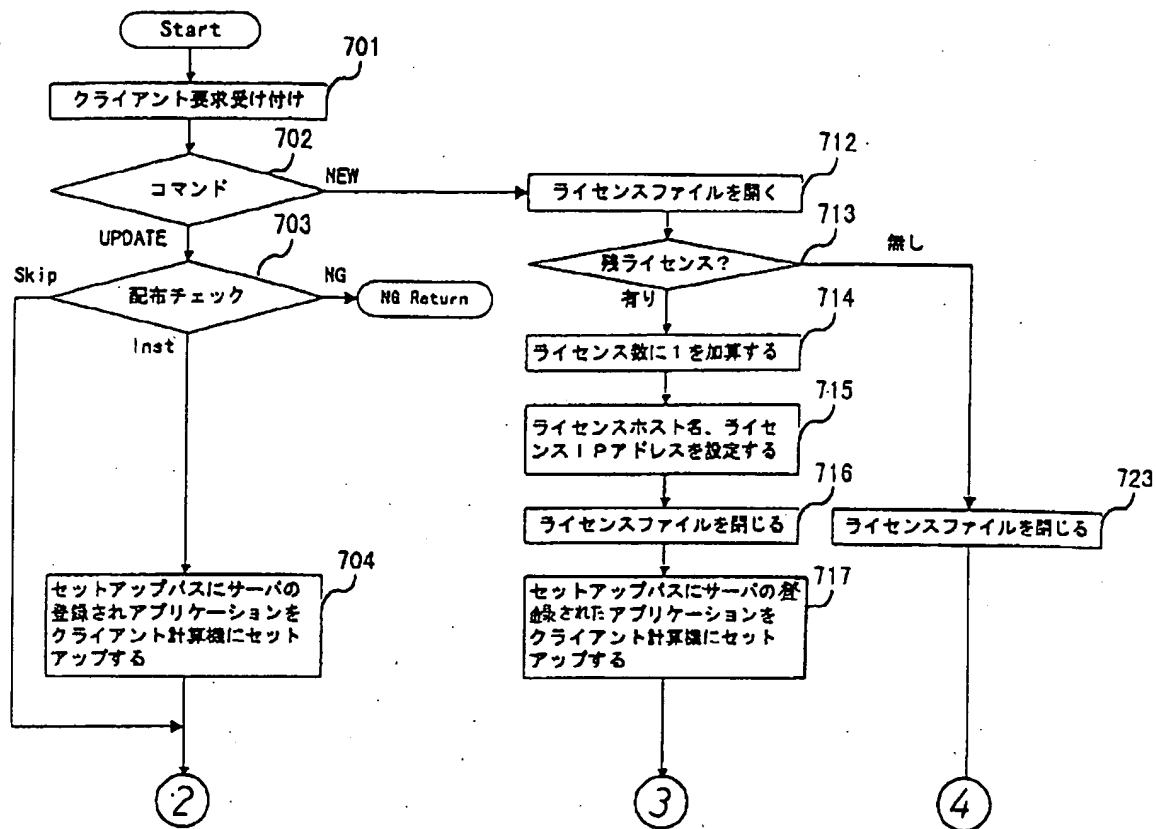 Start
701
クライアント要求受け付け
702
コマンド
NEW
UPDATE
703
Skip
配布チェック
NG
NG Return
Inst
704
セットアップパスにサーバの
登録されアプリケーションを
クライアント計算機にセット
アップする
2
712
ライセンスファイルを開く
713
残ライセンス?
無し
有り
714
ライセンス数に1を加算する
715
ライセンスホスト名、ライセ
ンスIPアドレスを設定する
716
ライセンスファイルを閉じる
717
セットアップパスにサーバの登
録されたアプリケーションを
クライアント計算機にセット
アップする
3
723
ライセンスファイルを閉じる
4